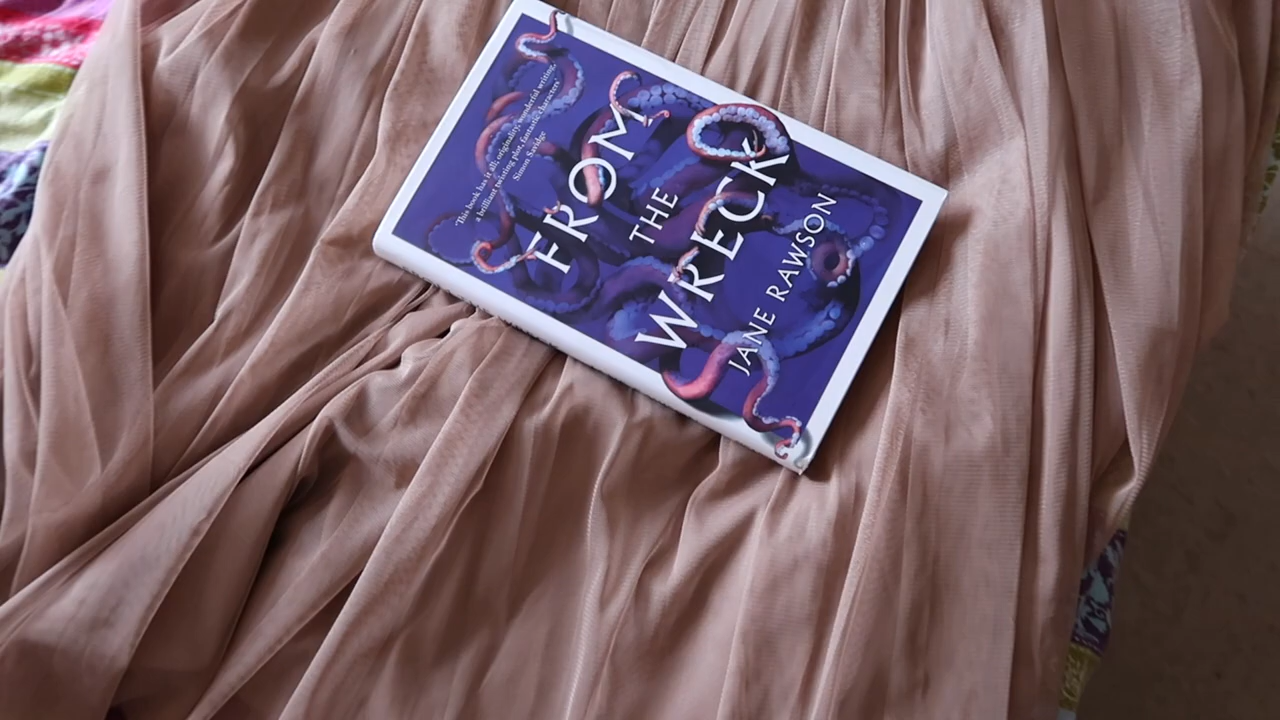 'This book has it all: originality, wonderful writing,
a brilliant twisting plot, fantastic characters'
Simon Savidge
FROM
THE
WRECK
JANE RAWSON